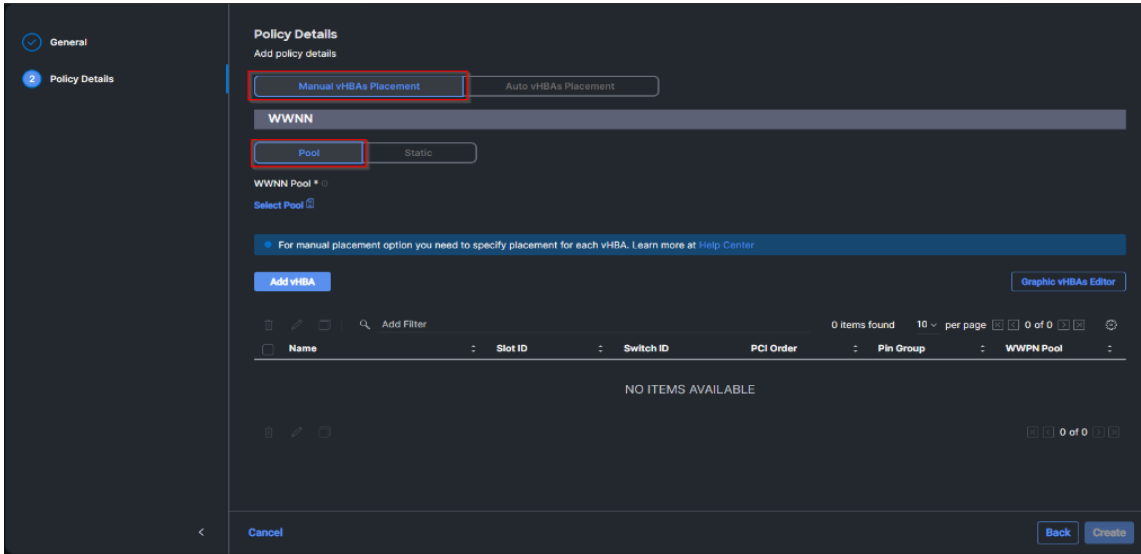 General
2 Policy Details
Policy Details
Add policy details
Manual vHBAs Placement Auto vHBAs Placement
WWNN
Pool Static
WWNN Pool *
Select Pool
For manual placement option you need to specify placement for each vHBA. Learn more at Help Center
Add vHBA Graphic vHBAs Editor
Add Filter 0 items found 10 per page 0 of 0
Name Slot ID Switch ID PCI Order Pin Group WWPN Pool
NO ITEMS AVAILABLE
0 of 0
Cancel Back Create